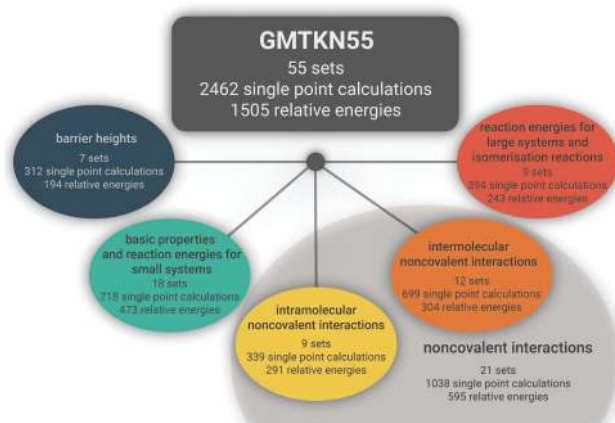 GMTKN55
55 sets
2462 single point calculations
1505 relative energies
barrier heights
7 sets
312 single point calculations
194 relative energies
reaction energies for
large systems and
isomerisation reactions
9 sets
394 single point calculations
243 relative energies
basic properties
and reaction energies for
small systems
18 sets
718 single point calculations
473 relative energies
intermolecular
noncovalent interactions
12 sets
699 single point calculations
304 relative energies
intramolecular
noncovalent interactions
9 sets
339 single point calculations
291 relative energies
noncovalent interactions
21 sets
1038 single point calculations
595 relative energies